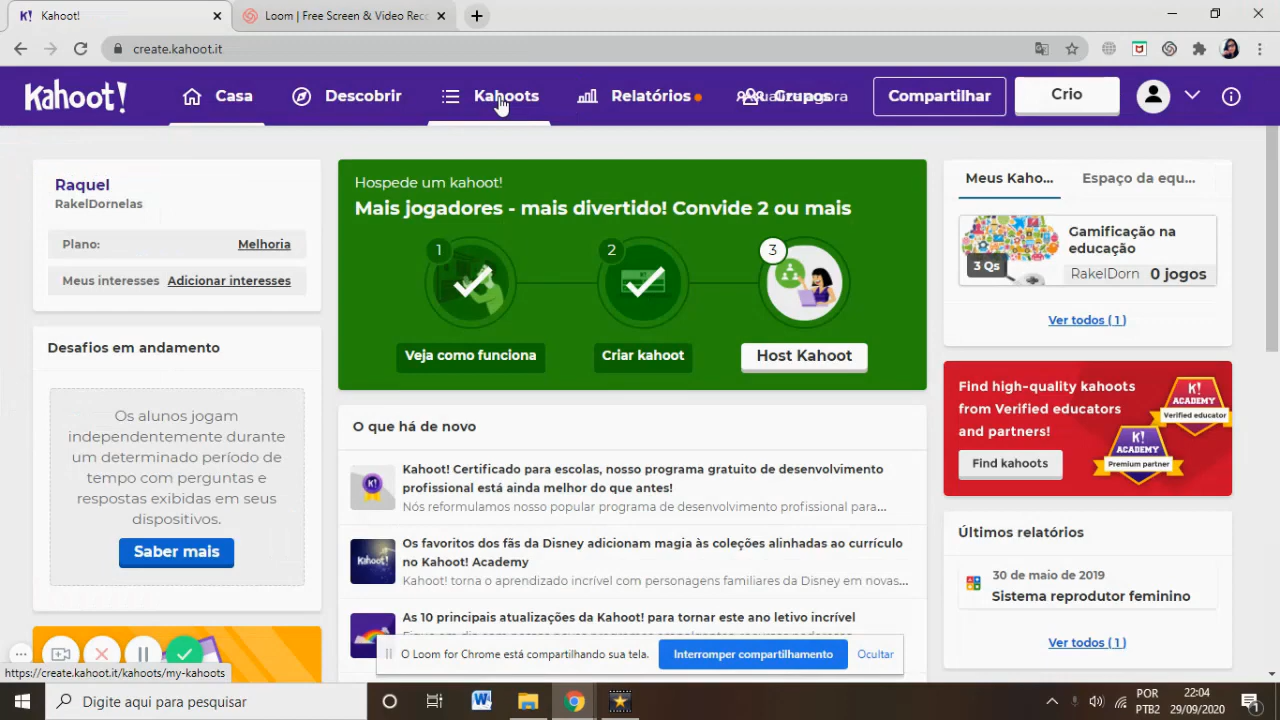 Kahoot!
Loom | Free Screen & Video Rec
create.kahoot.it
Kahoot!
Casa
Descobrir
Kahoots
Relatórios
Grupos
Compartilhar
Crio
Raquel
RakelDornelas
Plano:
Melhoria
Meus interesses
Adicionar interesses
Desafios em andamento
Os alunos jogam
independentemente durante
um determinado período de
tempo com perguntas e
respostas exibidas em seus
dispositivos.
Saber mais
Hospede um kahoot!
Mais jogadores - mais divertido! Convide 2 ou mais
1
2
3
Veja como funciona
Criar kahoot
Host Kahoot
O que há de novo
Kahoot! Certificado para escolas, nosso programa gratuito de desenvolvimento
profissional está ainda melhor do que antes!
Nós reformulamos nosso popular programa de desenvolvimento profissional para...
Os favoritos dos fãs da Disney adicionam magia às coleções alinhadas ao currículo
no Kahoot! Academy
Kahoot! torna o aprendizado incrível com personagens familiares da Disney em novas...
As 10 principais atualizações da Kahoot! para tornar este ano letivo incrível
Meus Kaho...
Espaço da equ...
Gamificação na
educação
3 Qs
RakelDorn
0 jogos
Ver todos (1)
Find high-quality kahoots
from Verified educators
and partners!
Find kahoots
K!
ACADEMY
Verified educator
K!
ACADEMY
Premium partner
Últimos relatórios
30 de maio de 2019
Sistema reprodutor feminino
Ver todos (1)
O Loom for Chrome está compartilhando sua tela.
Interromper compartilhamento
Ocultar
https://create.kahoot.it/kahoots/my-kahoots
Digite aqui para pesquisar
POR
PTB2
22:04
29/09/2020